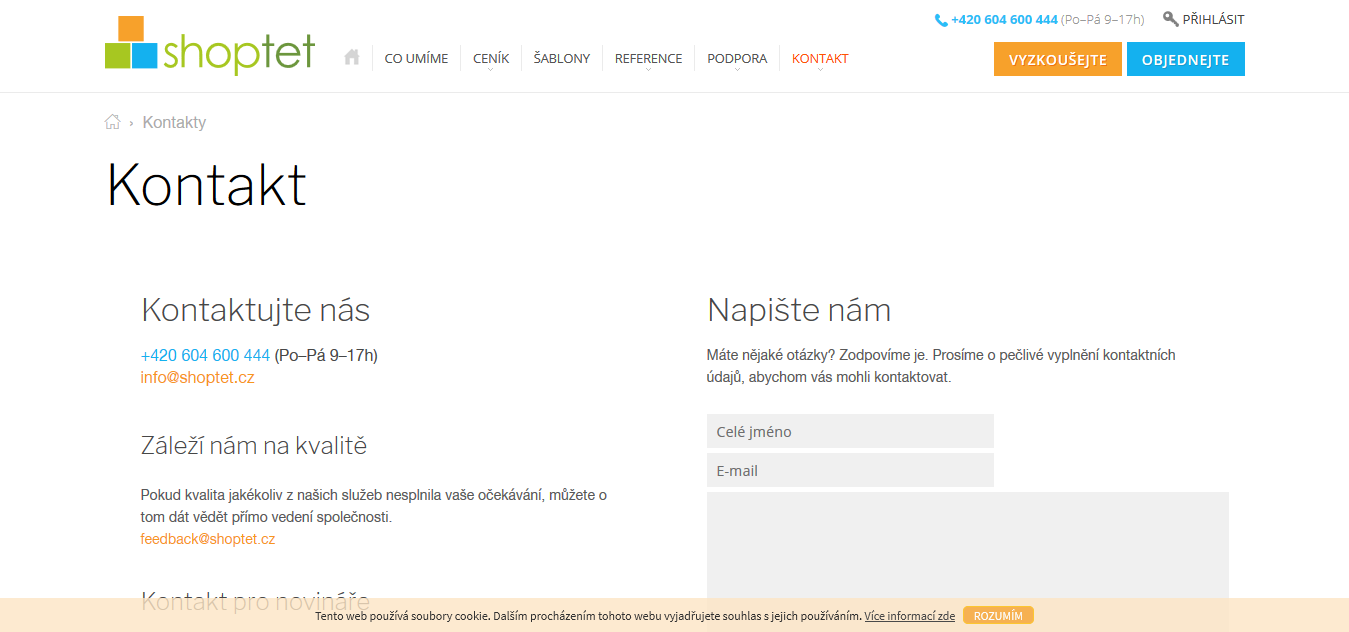 +420 604 600 444 (Po–Pá 9–17h) PŘIHLÁSIT
shoptet
CO UMÍME CENÍK ŠABLONY REFERENCE PODPORA KONTAKT
VYZKOUŠEJTE OBJEDNEJTE
› Kontakty
Kontakt
Kontaktujte nás
+420 604 600 444 (Po–Pá 9–17h)
info@shoptet.cz
Záleží nám na kvalitě
Pokud kvalita jakékoliv z našich služeb nesplnila vaše očekávání, můžete o
tom dát vědět přímo vedení společnosti.
feedback@shoptet.cz
Kontakt pro novináře
Napište nám
Máte nějaké otázky? Zodpovíme je. Prosíme o pečlivé vyplnění kontaktních
údajů, abychom vás mohli kontaktovat.
Celé jméno
E-mail
Tento web používá soubory cookie. Dalším procházením tohoto webu vyjadřujete souhlas s jejich používáním. Více informací zde ROZUMÍM